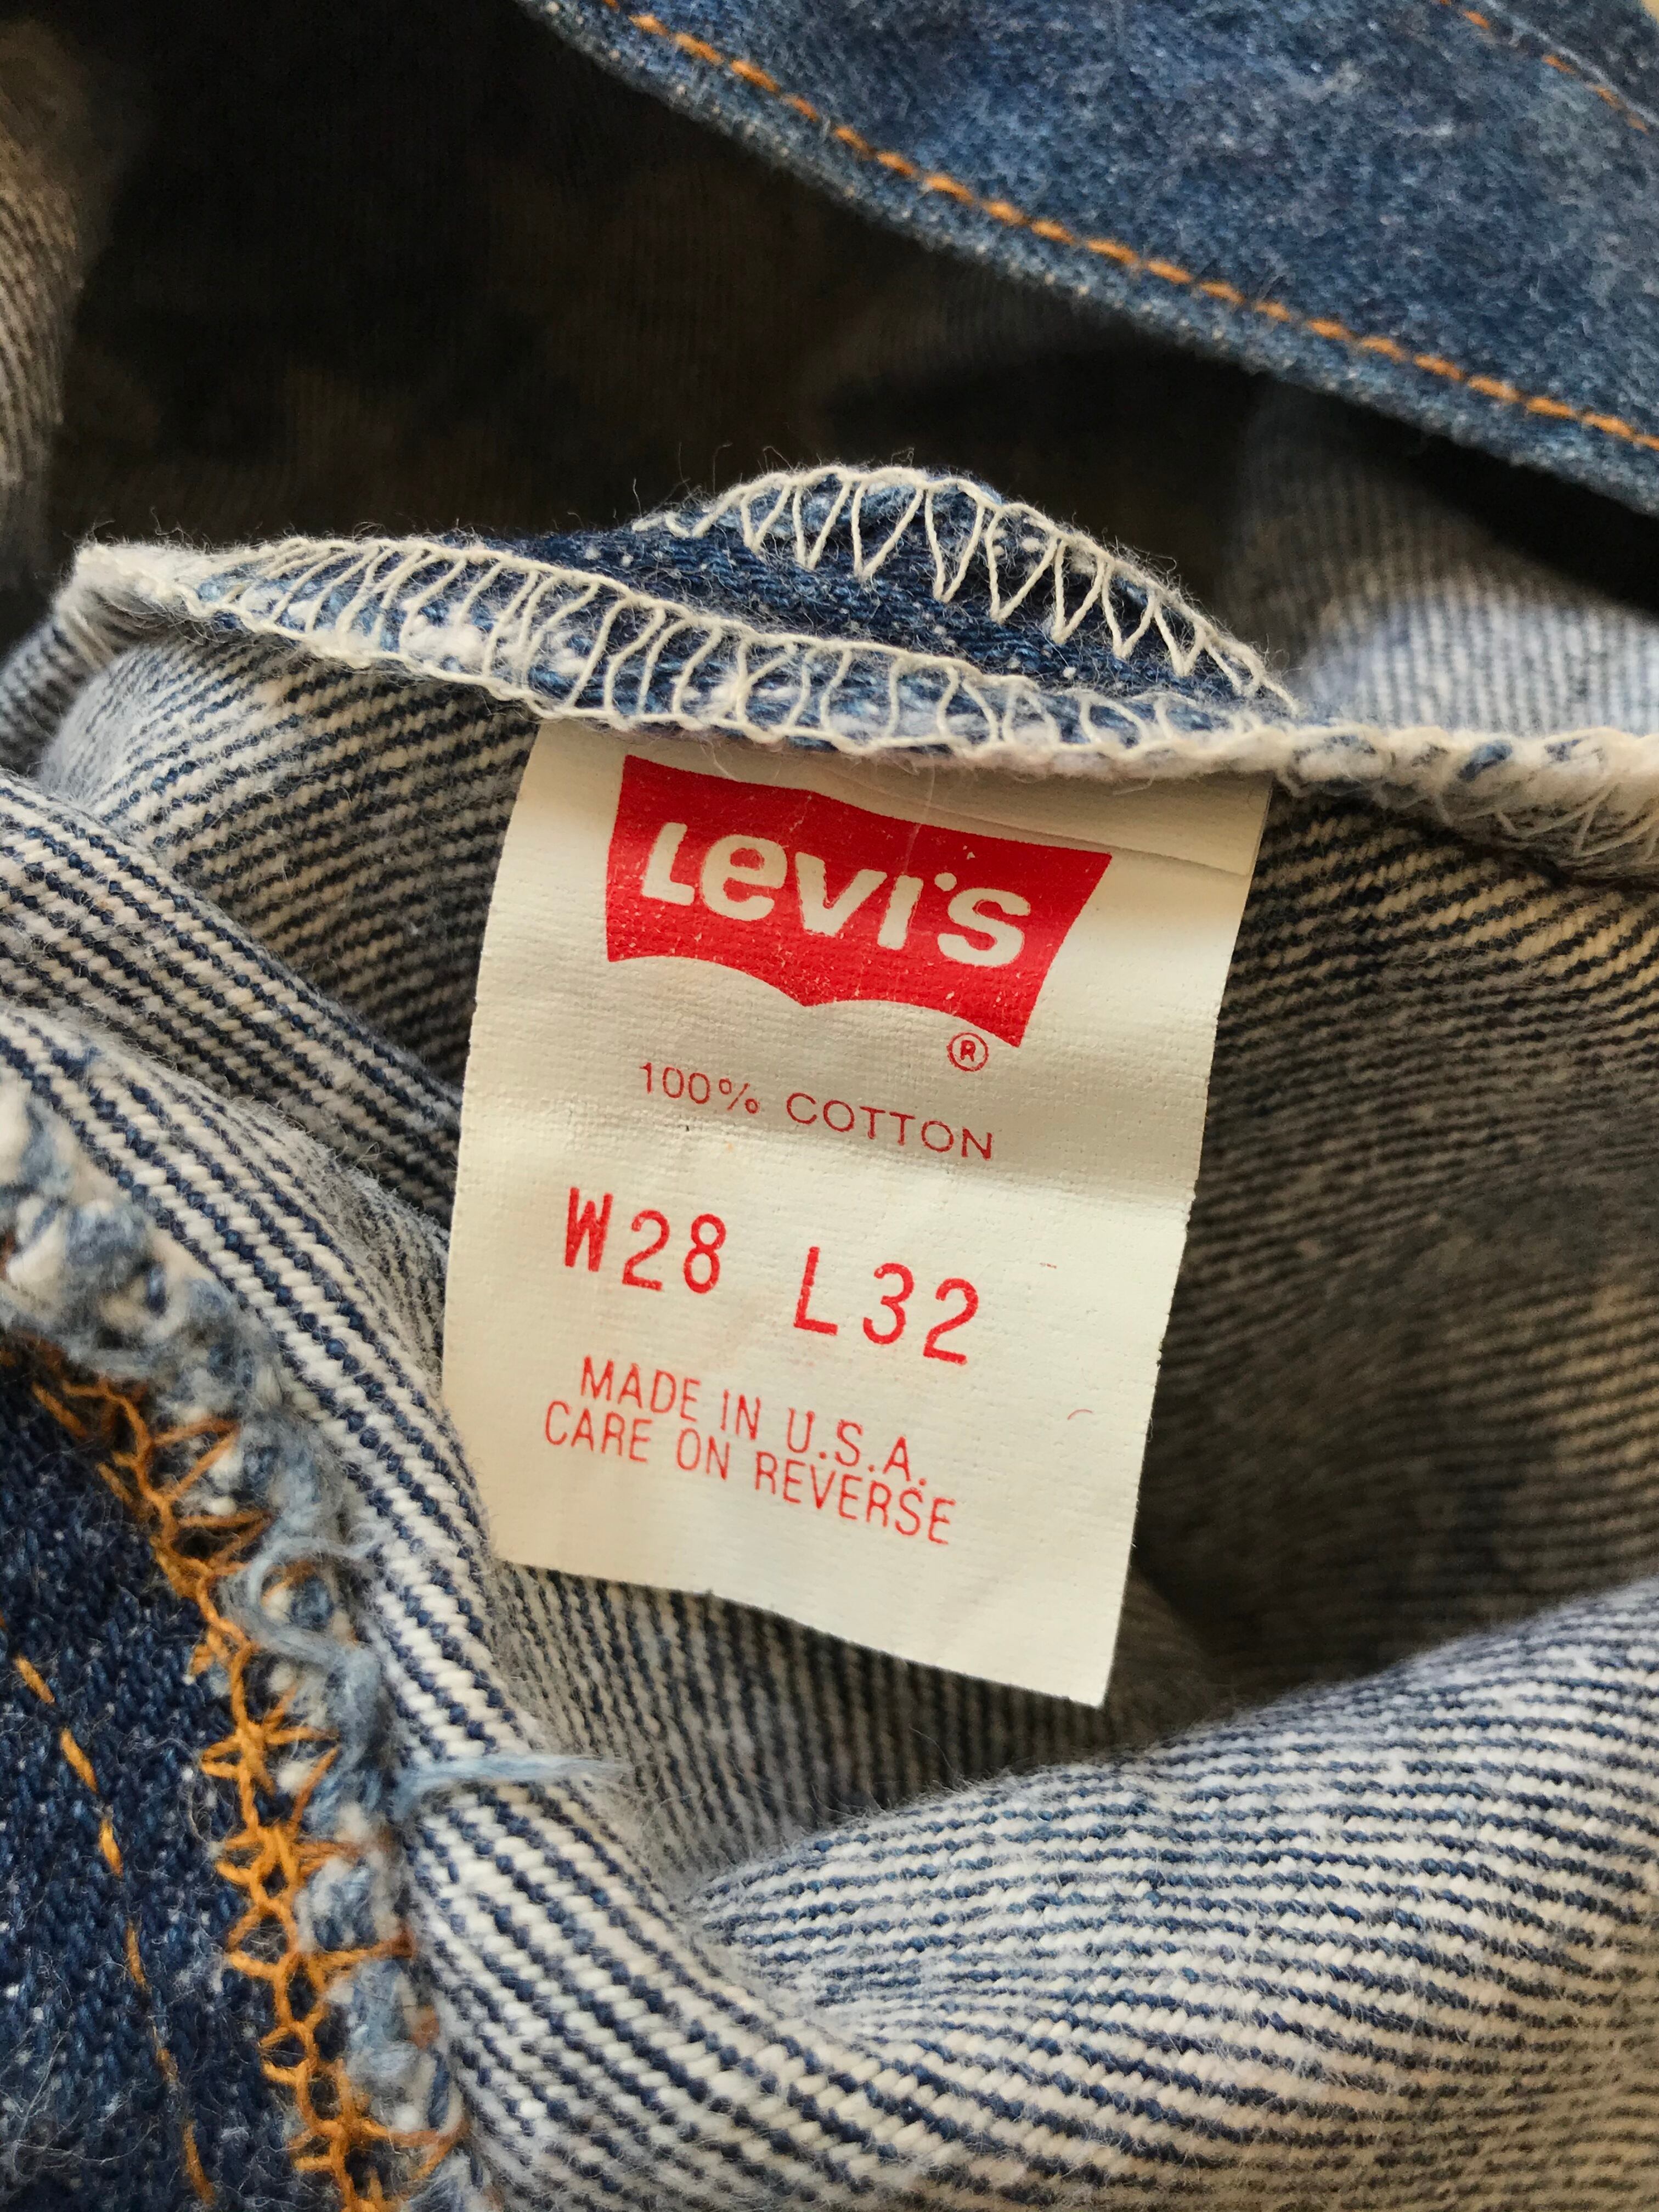 Levi's
®
100% COTTON
W28 L32
MADE IN U.S.A.
CARE ON REVERSE